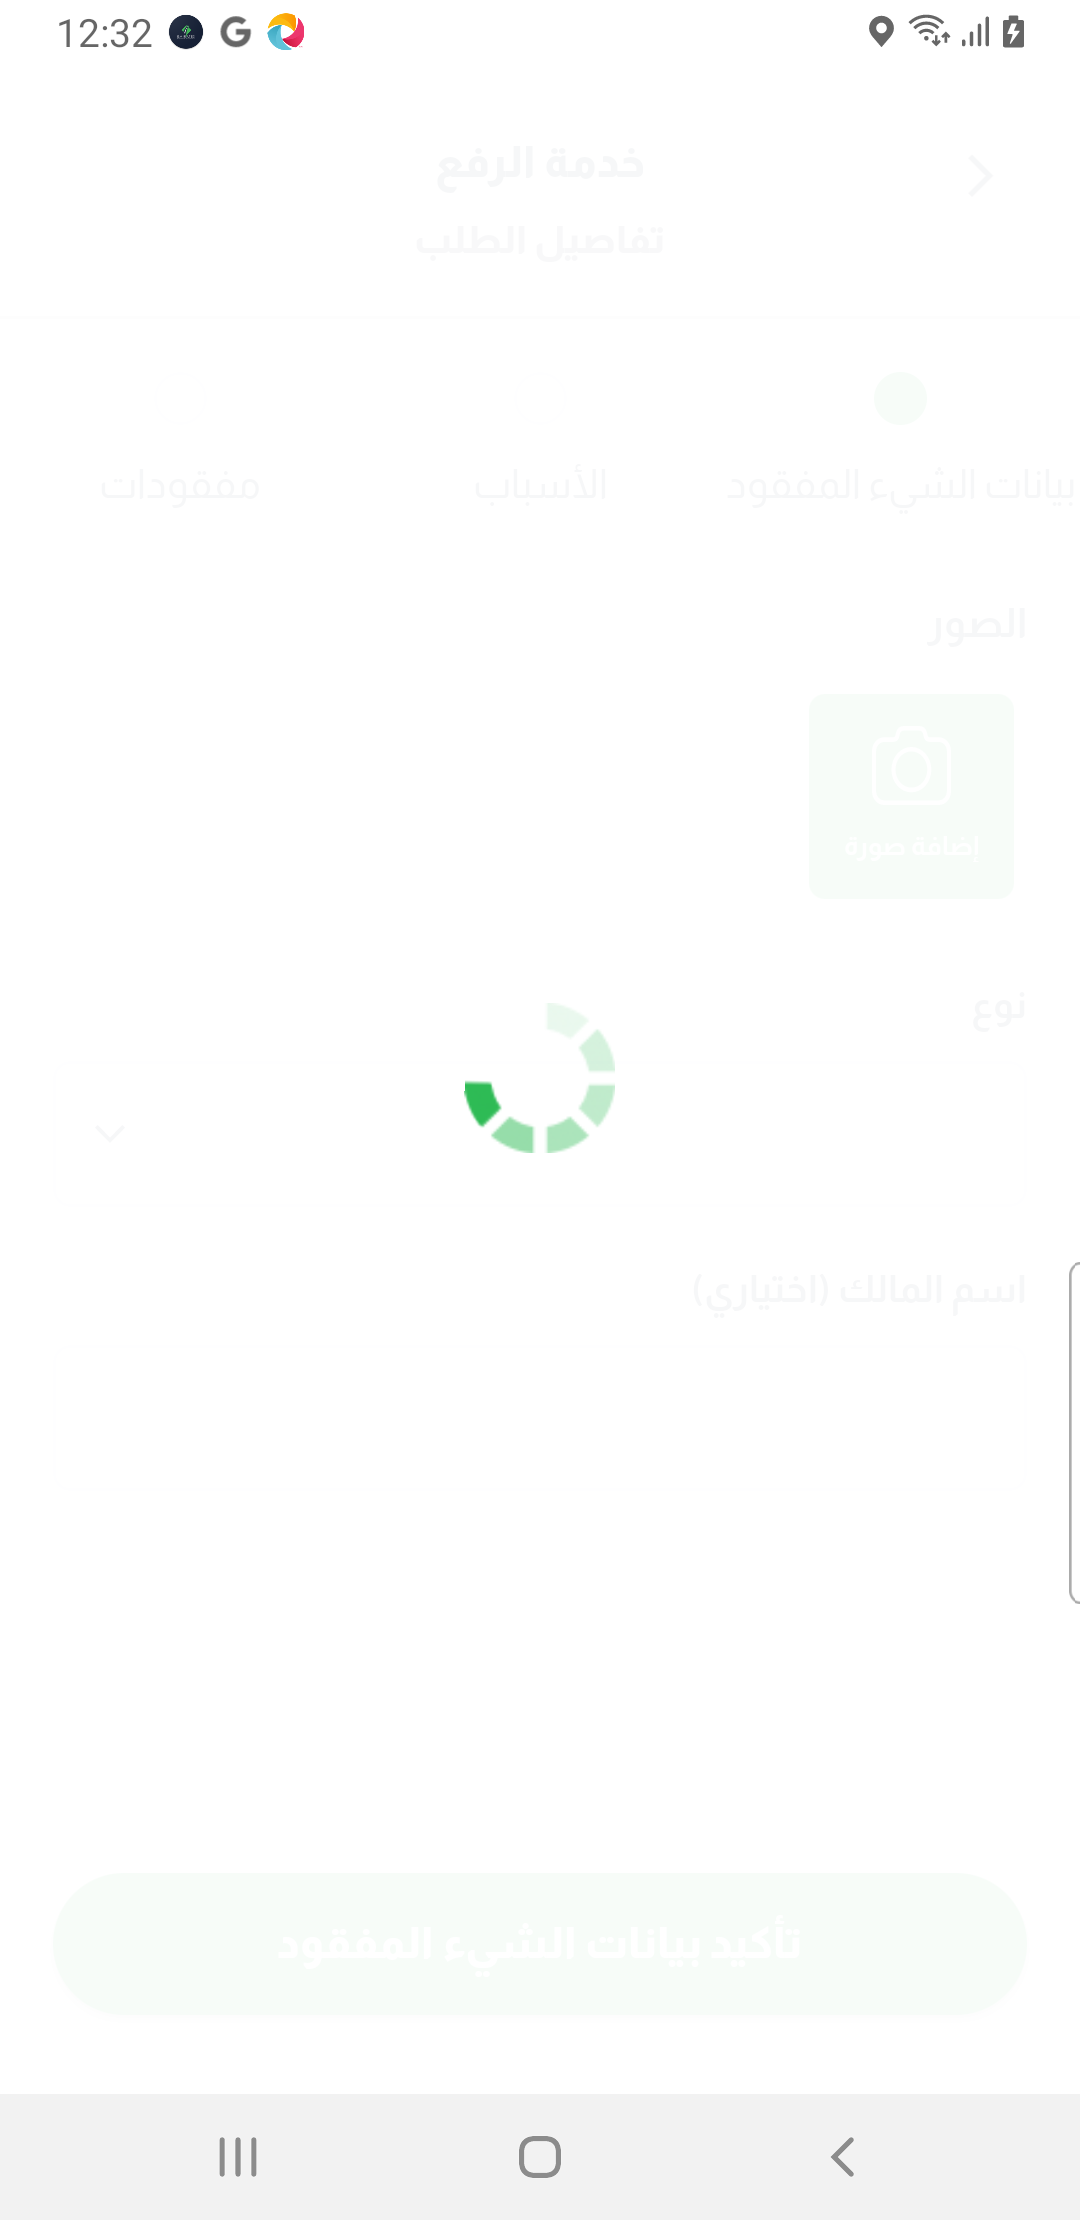 12:32
خدمة الرفع
تفاصيل الطلب
بيانات الشيء المفقود
الأسباب
مفقودات
الصور
إضافة صورة
نوع
اسم المالك (اختياري)
تأكيد بيانات الشيء المفقود